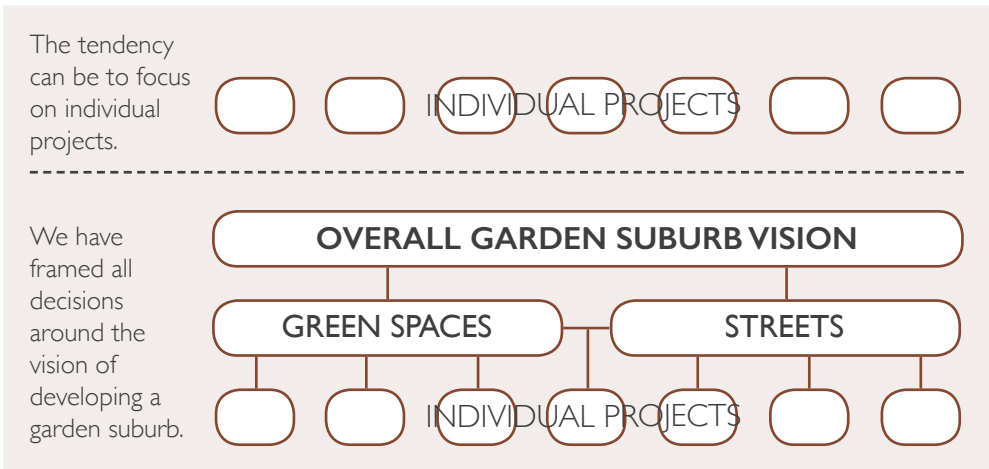 The tendency
can be to focus
on individual
projects.
INDIVIDUAL PROJECTS
We have
framed all
decisions
around the
vision of
developing a
garden suburb.
OVERALL GARDEN SUBURB VISION
GREEN SPACES
STREETS
INDIVIDUAL PROJECTS